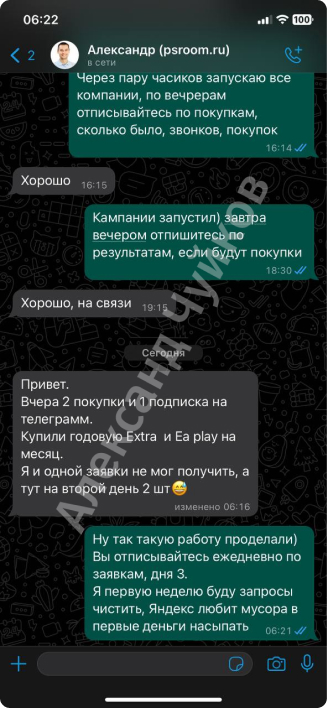 06:22
100
2
Александр (psroom.ru)
в сети
Через пару часиков запускаю все
компании, по вечрерам
отписывайтесь по покупкам,
сколько было, звонков, покупок
16:14
Хорошо
16:15
Кампании запустил) завтра
вечером отпишитесь по
результатам, если будут покупки
18:30
Хорошо, на связи
19:15
Сегодня
Привет.
Вчера 2 покупки и 1 подписка на
телеграмм.
Купили годовую Extra и Ea play на
месяц.
Я и одной заявки не мог получить, а
тут на второй день 2 шт😅
изменено 06:16
Ну так такую работу проделали)
Вы отписывайтесь ежедневно по
заявкам, дня 3.
Я первую неделю буду запросы
чистить, Яндекс любит мусора в
первые деньги насыпать
06:21
Александр Чуйков